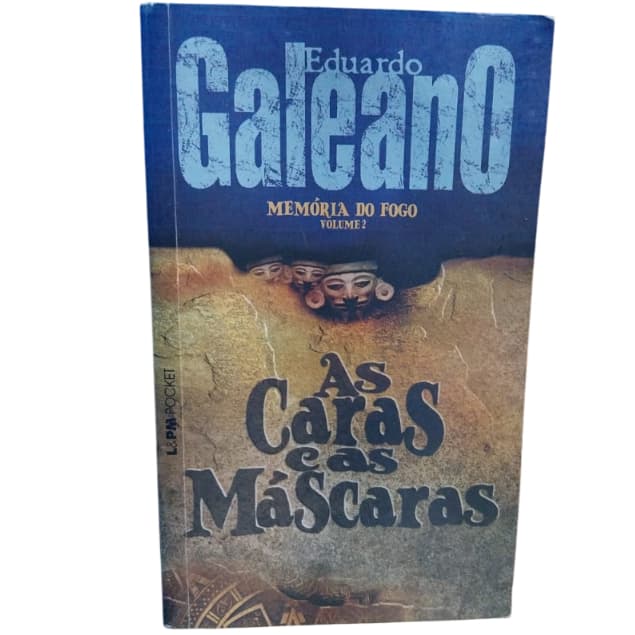 Eduardo
Galeano
MEMÓRIA DO FOGO
VOLUME 2
L&PM POCKET
As
Caras
e as
Máscaras